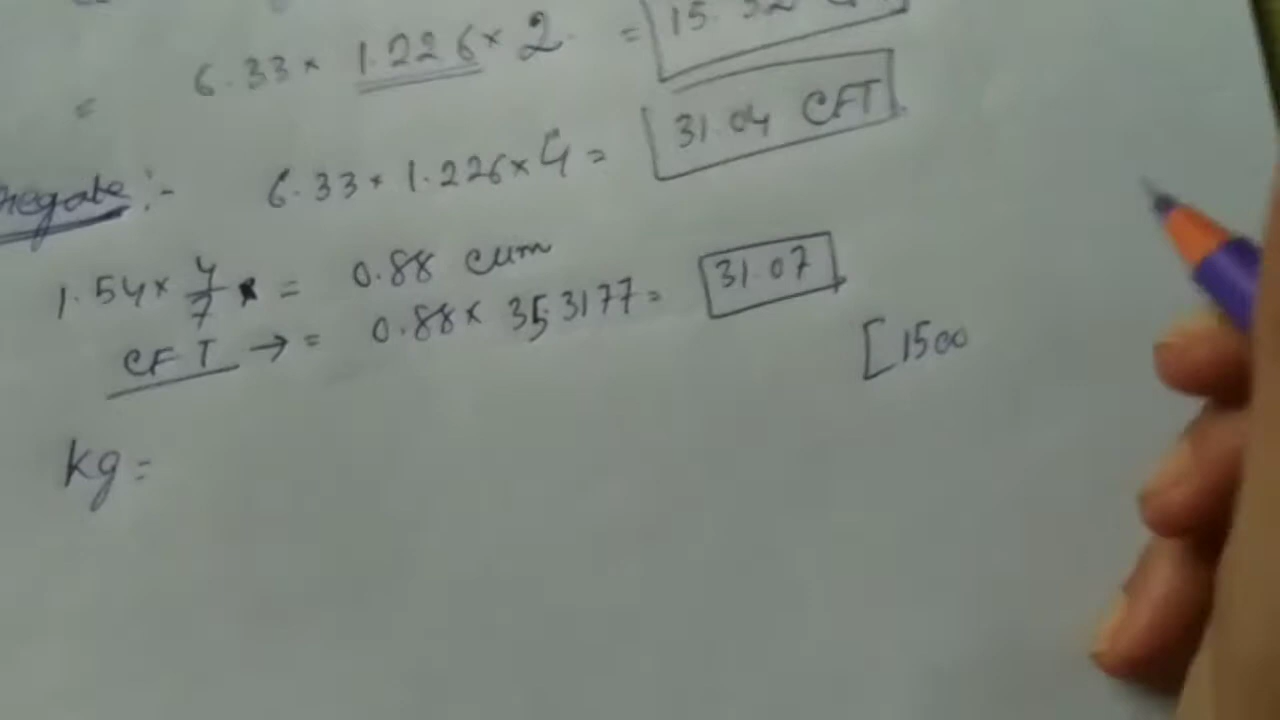 = 6.33 × 1.226 × 2 =
:- 6.33 × 1.226 × 4 = 31.04 CFT
1.54 × 4/7 = 0.88 cum
CFT → = 0.88 × 35.3177 = 31.07
[1500
kg =